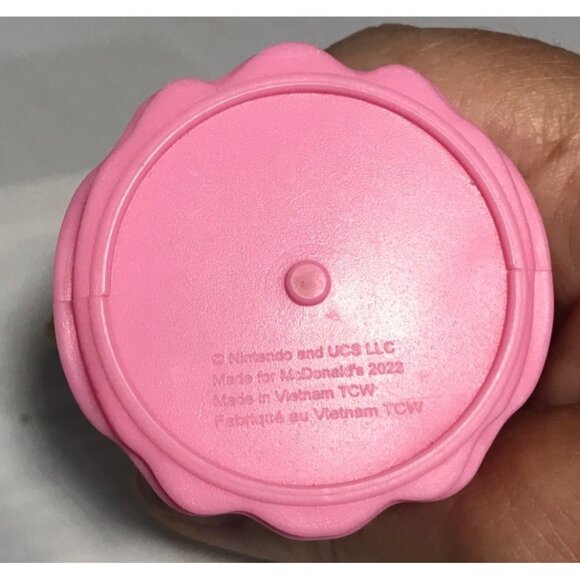 © Nintendo and UCS LLC
Made for McDonald's 2022
Made in Vietnam TCW
Fabriqué au Vietnam TCW